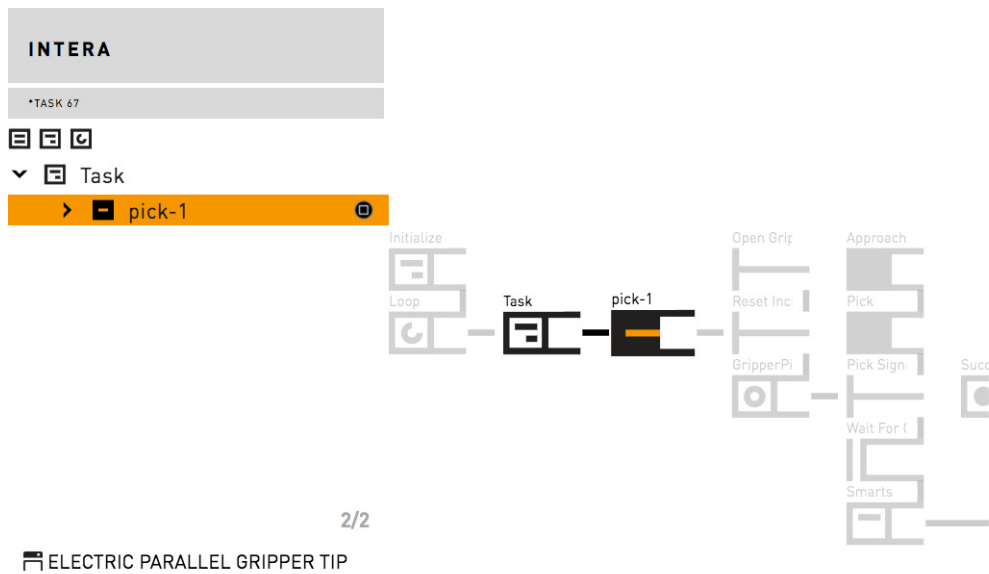 INTERA
*TASK 67
Task
pick-1
Initialize
Open Grip
Approach
Loop
Task
pick-1
Reset Inc
Pick
GripperPi
Pick Sign
Succ
Wait For (
Smarts
2/2
ELECTRIC PARALLEL GRIPPER TIP